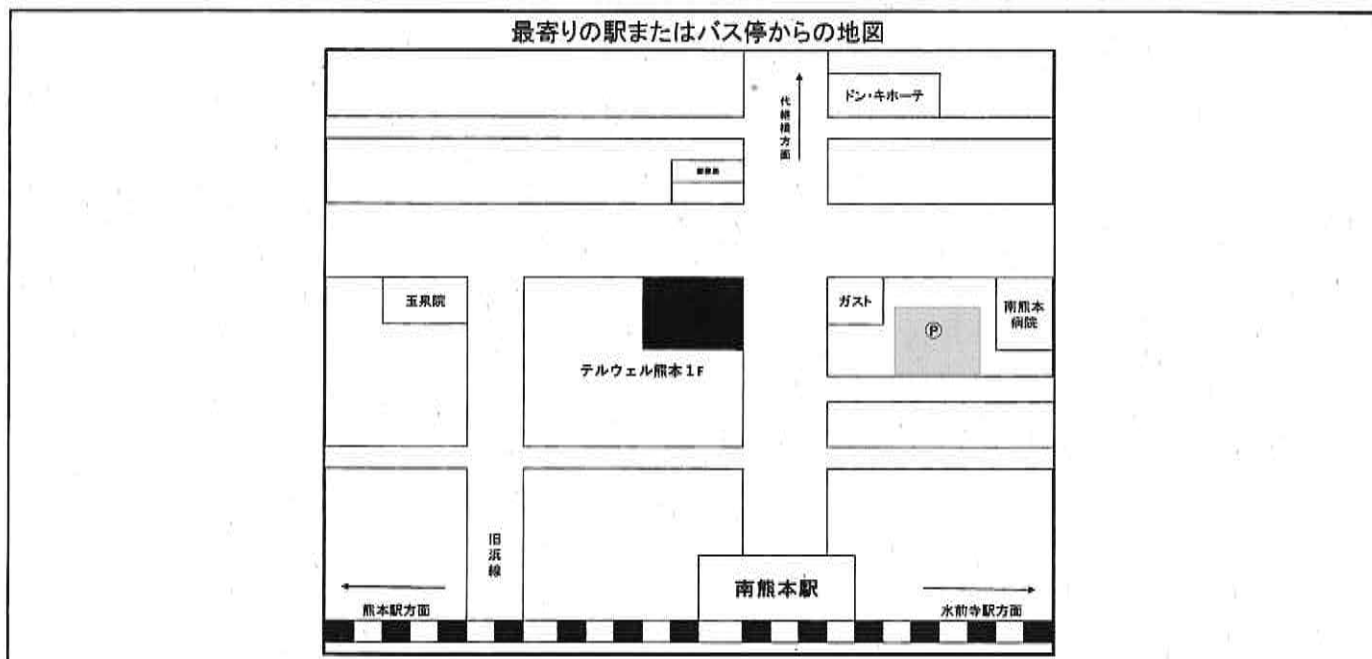 最寄りの駅またはバス停からの地図
ドン・キホーテ
代継橋方面
玉泉院
ガスト
南熊本
病院
Ⓟ
テルウェル熊本1F
旧浜線
南熊本駅
熊本駅方面
水前寺駅方面